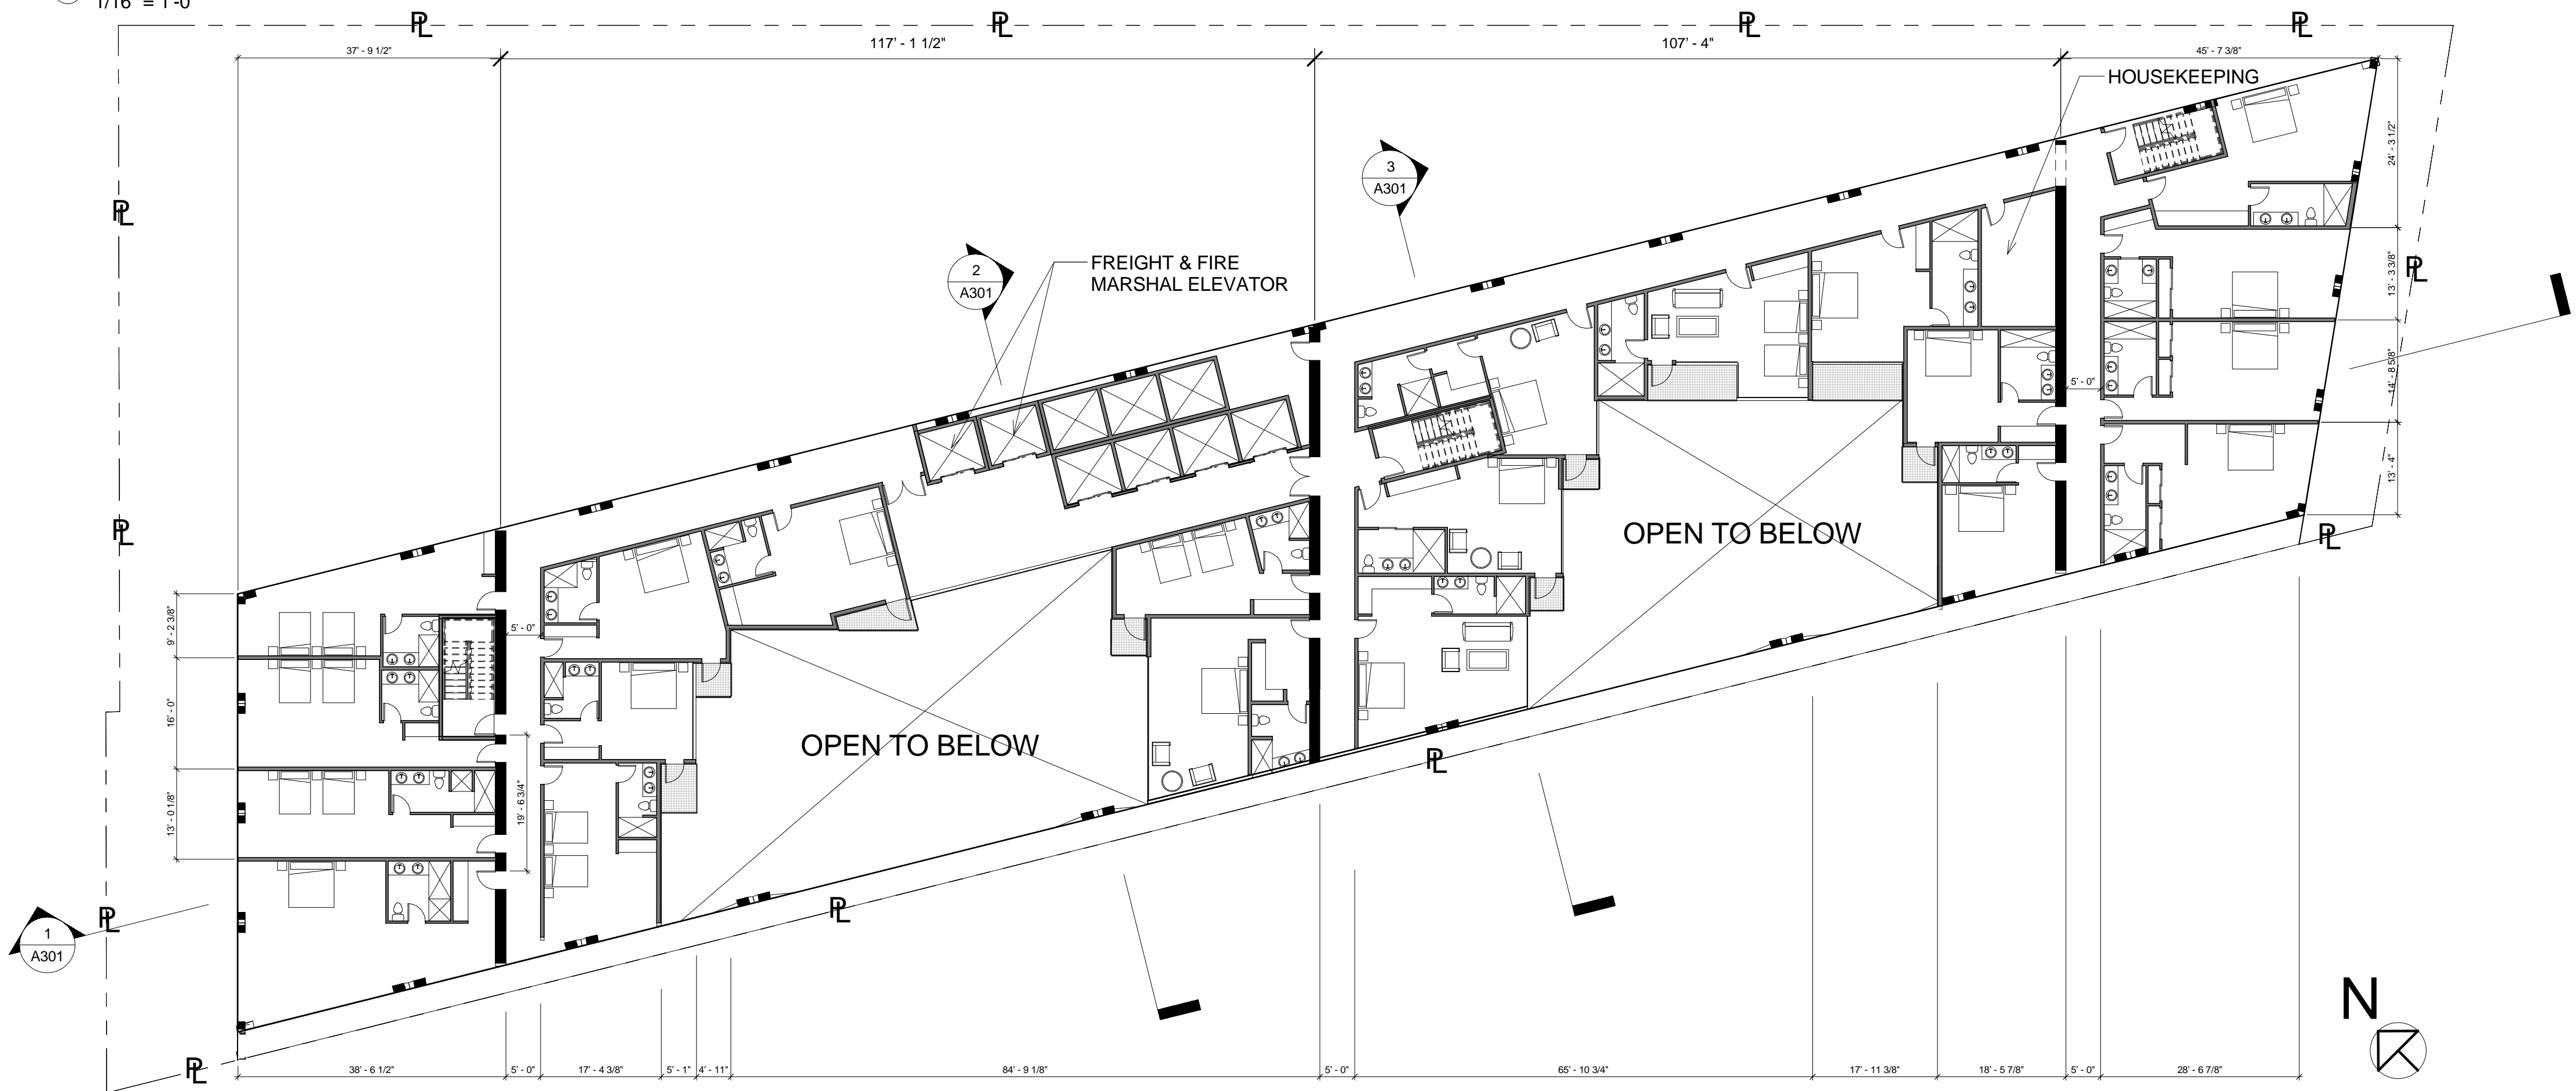 1/16" = 1'-0"
PL
PL
PL
PL
37' - 9 1/2"
117' - 1 1/2"
107' - 4"
45' - 7 3/8"
HOUSEKEEPING
24' - 3 1/2"
3
A301
PL
2
A301
FREIGHT & FIRE
MARSHAL ELEVATOR
13' - 3 3/8"
PL
14' - 8 5/8"
5' - 0"
13' - 4"
PL
OPEN TO BELOW
PL
9' - 2 3/8"
5' - 0"
16' - 0"
OPEN TO BELOW
PL
19' - 6 3/4"
13' - 0 1/8"
PL
PL
1
A301
N
PL
38' - 6 1/2"
5' - 0"
17' - 4 3/8"
5' - 1"
4' - 11"
84' - 9 1/8"
5' - 0"
65' - 10 3/4"
17' - 11 3/8"
18' - 5 7/8"
5' - 0"
28' - 6 7/8"